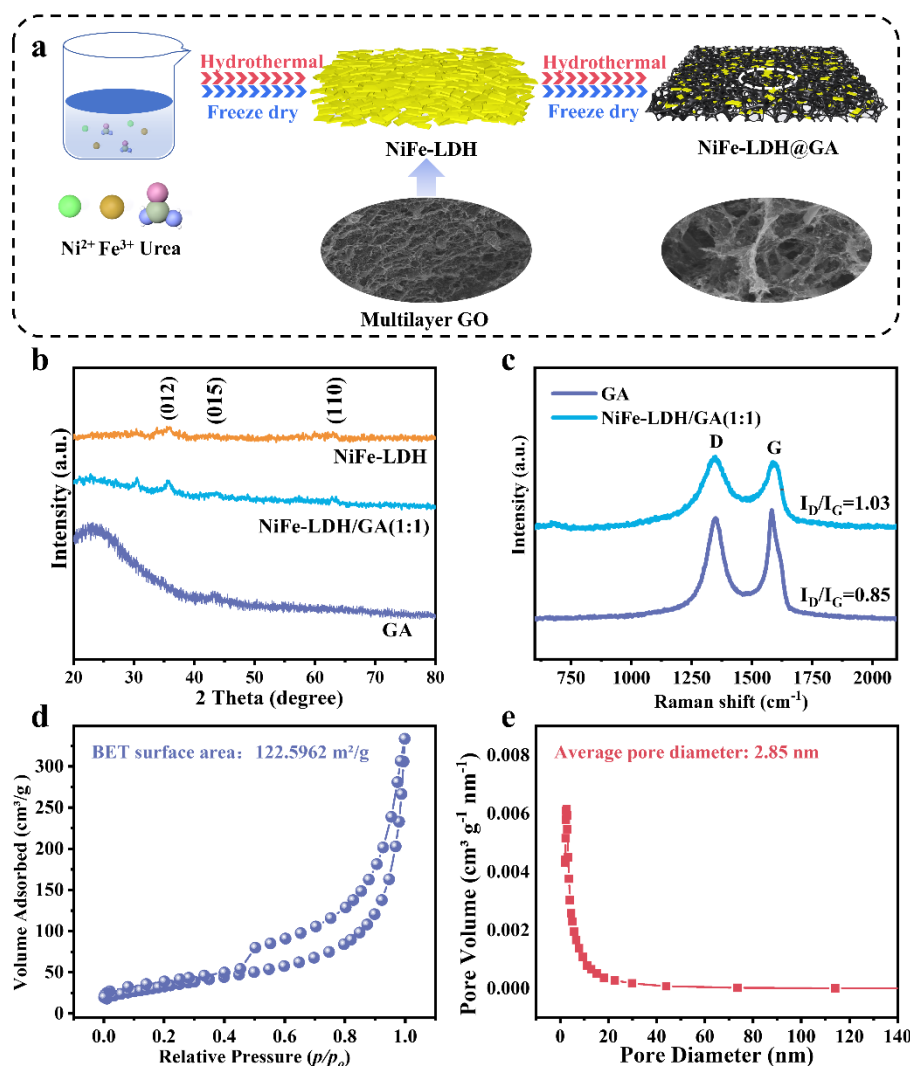 a
Hydrothermal
Freeze dry
Hydrothermal
Freeze dry
NiFe-LDH
NiFe-LDH@GA
Ni²⁺ Fe³⁺ Urea
Multilayer GO
b
(012)
(015)
(110)
NiFe-LDH
NiFe-LDH/GA(1:1)
GA
Intensity (a.u.)
20 30 40 50 60 70 80
2 Theta (degree)
c
GA
NiFe-LDH/GA(1:1)
D
G
I_D/I_G=1.03
I_D/I_G=0.85
Intensity (a.u.)
750 1000 1250 1500 1750 2000
Raman shift (cm⁻¹)
d
BET surface area：122.5962 m²/g
Volume Adsorbed (cm³/g)
300
250
200
150
100
50
0
0.0 0.2 0.4 0.6 0.8 1.0
Relative Pressure (p/pₒ)
e
Average pore diameter: 2.85 nm
Pore Volume (cm³ g⁻¹ nm⁻¹)
0.008
0.006
0.004
0.002
0.000
0 20 40 60 80 100 120 140
Pore Diameter (nm)